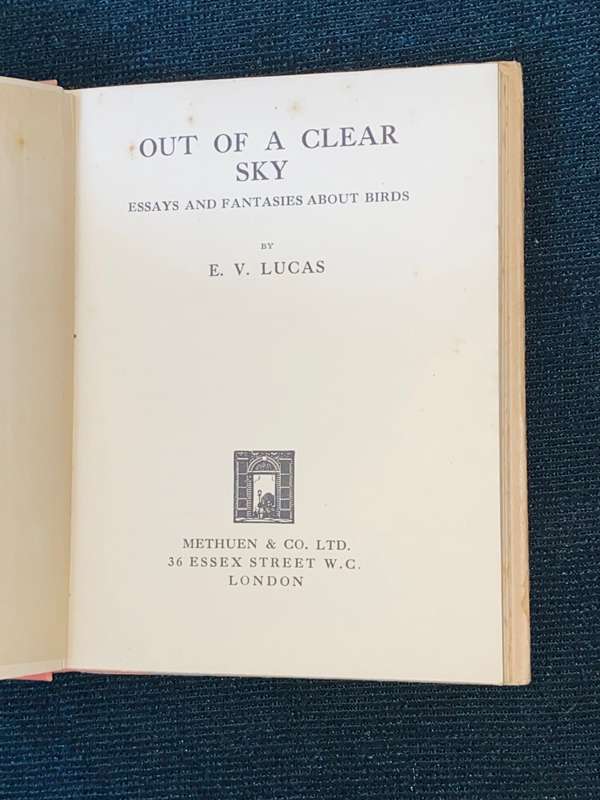 OUT OF A CLEAR
SKY
ESSAYS AND FANTASIES ABOUT BIRDS
BY
E. V. LUCAS
METHUEN & CO. LTD.
36 ESSEX STREET W.C.
LONDON